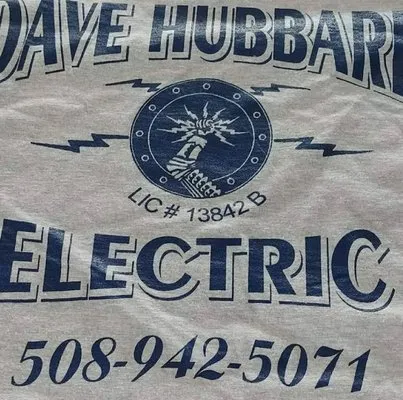 DAVE HUBBARD
LIC # 13842 B
ELECTRIC
508-942-5071